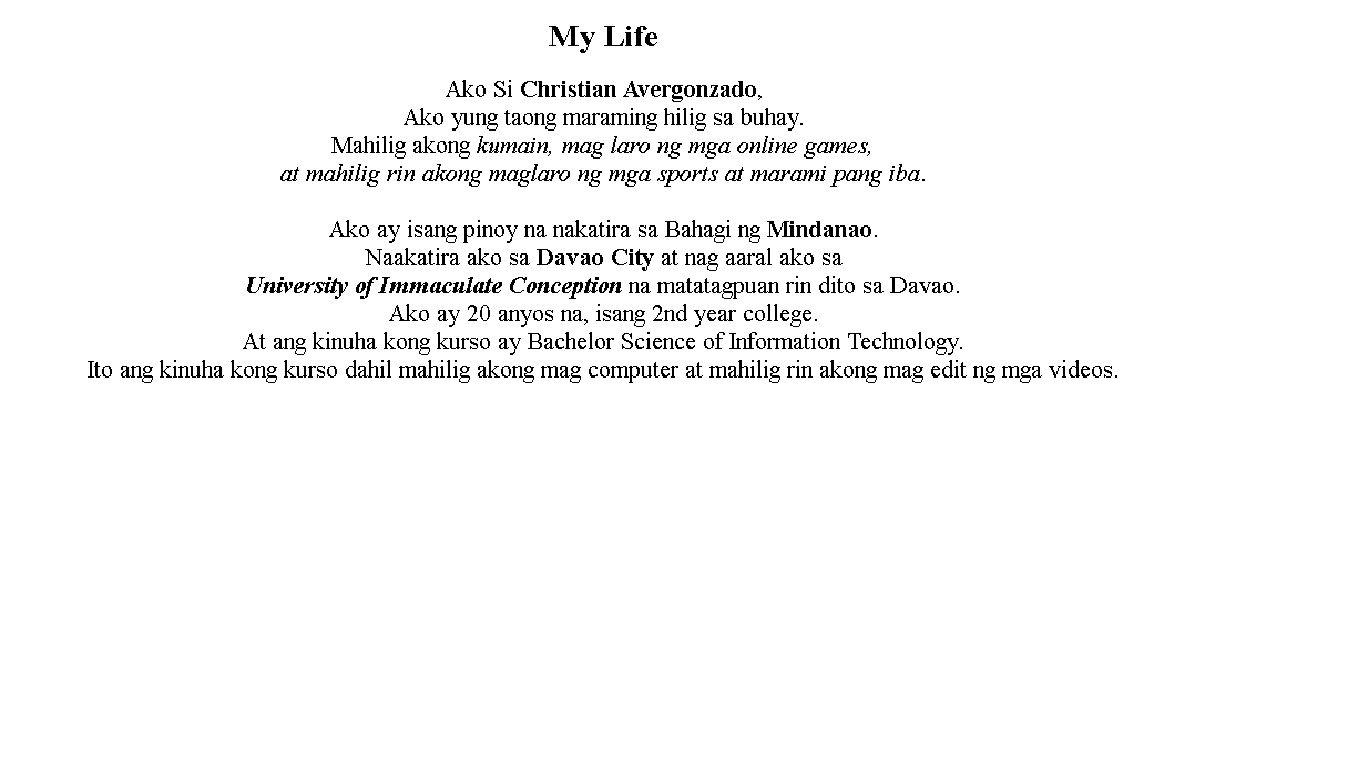 My Life
Ako Si Christian Avergonzado,
Ako yung taong maraming hilig sa buhay.
Mahilig akong kumain, mag laro ng mga online games,
at mahilig rin akong maglaro ng mga sports at marami pang iba.
Ako ay isang pinoy na nakatira sa Bahagi ng Mindanao.
Naakatira ako sa Davao City at nag aaral ako sa
University of Immaculate Conception na matatagpuan rin dito sa Davao.
Ako ay 20 anyos na, isang 2nd year college.
At ang kinuha kong kurso ay Bachelor Science of Information Technology.
Ito ang kinuha kong kurso dahil mahilig akong mag computer at mahilig rin akong mag edit ng mga videos.